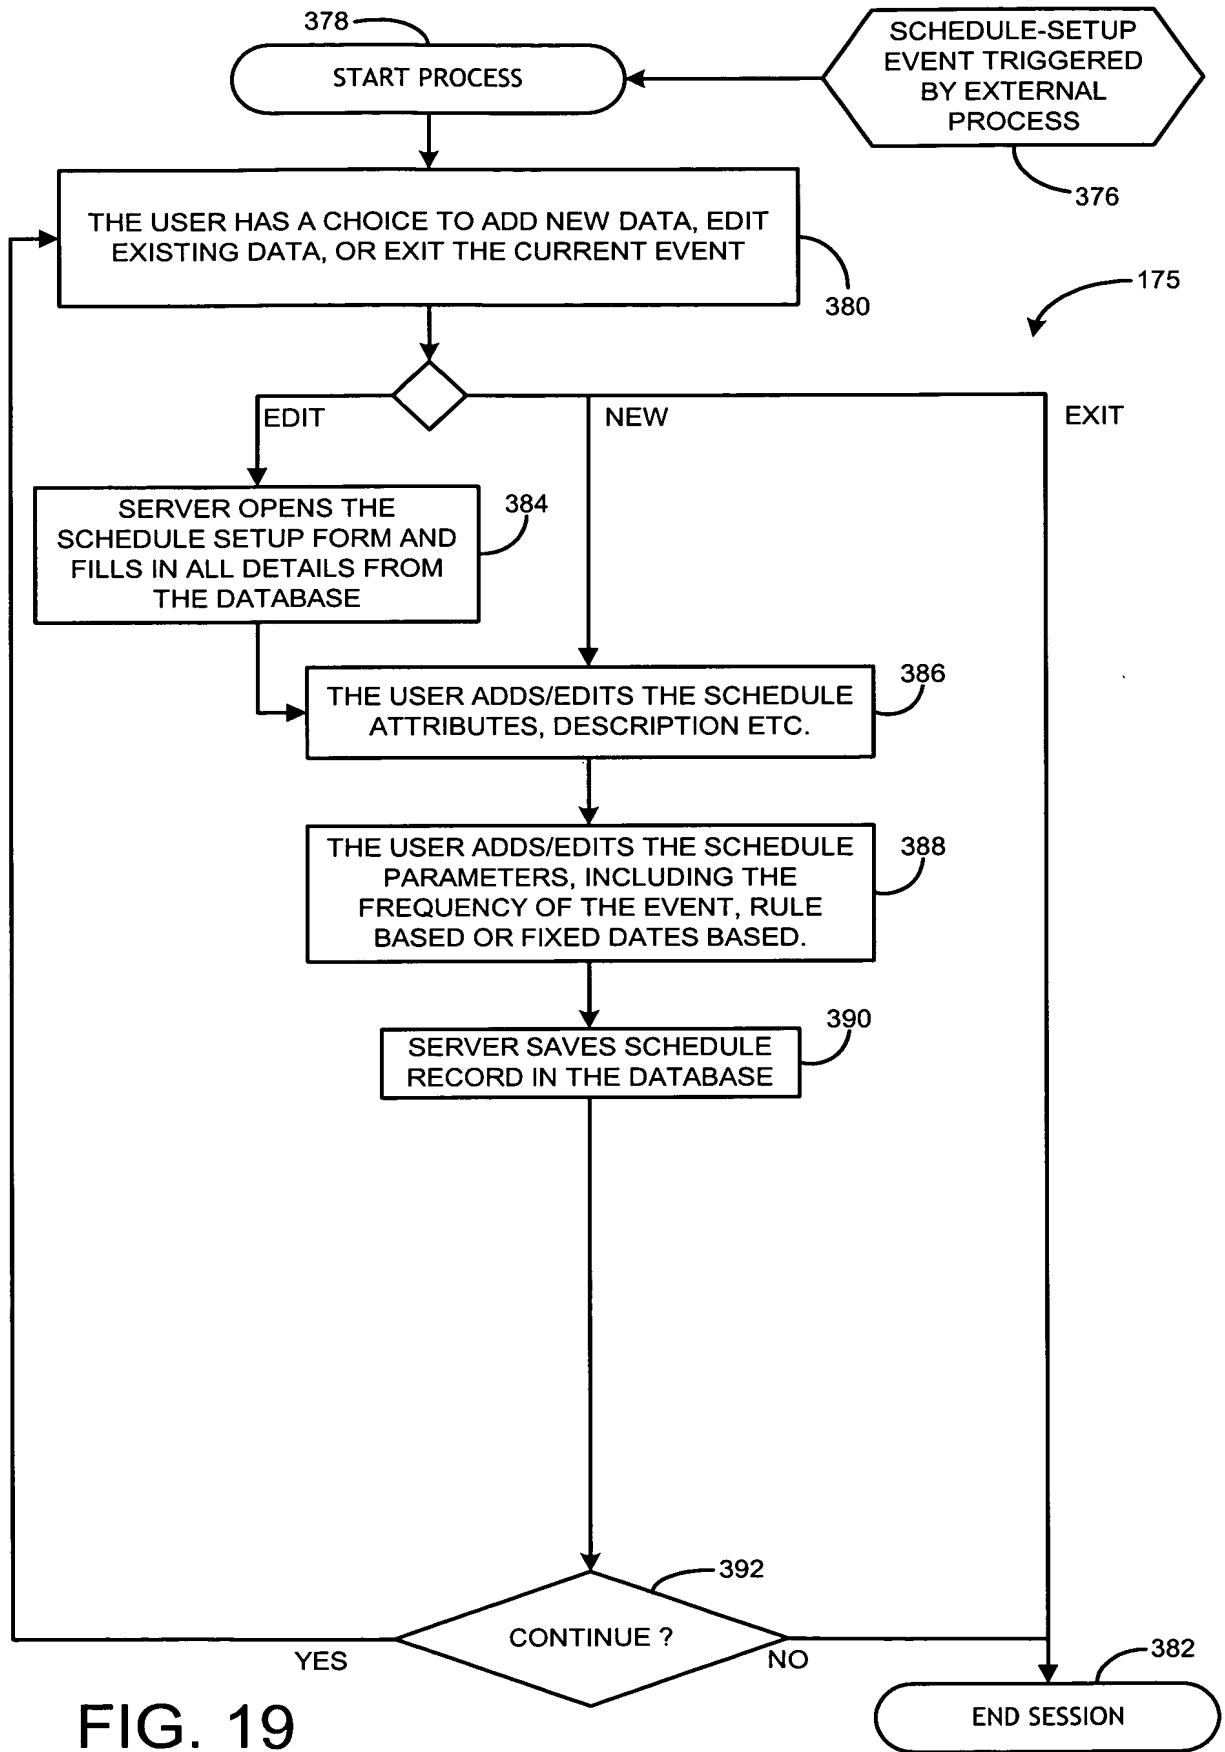 378
START PROCESS
SCHEDULE-SETUP
EVENT TRIGGERED
BY EXTERNAL
PROCESS
376
THE USER HAS A CHOICE TO ADD NEW DATA, EDIT
EXISTING DATA, OR EXIT THE CURRENT EVENT
380
175
EDIT
NEW
EXIT
SERVER OPENS THE
SCHEDULE SETUP FORM AND
FILLS IN ALL DETAILS FROM
THE DATABASE
384
THE USER ADDS/EDITS THE SCHEDULE
ATTRIBUTES, DESCRIPTION ETC.
386
THE USER ADDS/EDITS THE SCHEDULE
PARAMETERS, INCLUDING THE
FREQUENCY OF THE EVENT, RULE
BASED OR FIXED DATES BASED.
388
SERVER SAVES SCHEDULE
RECORD IN THE DATABASE
390
392
CONTINUE ?
YES
NO
382
END SESSION
FIG. 19